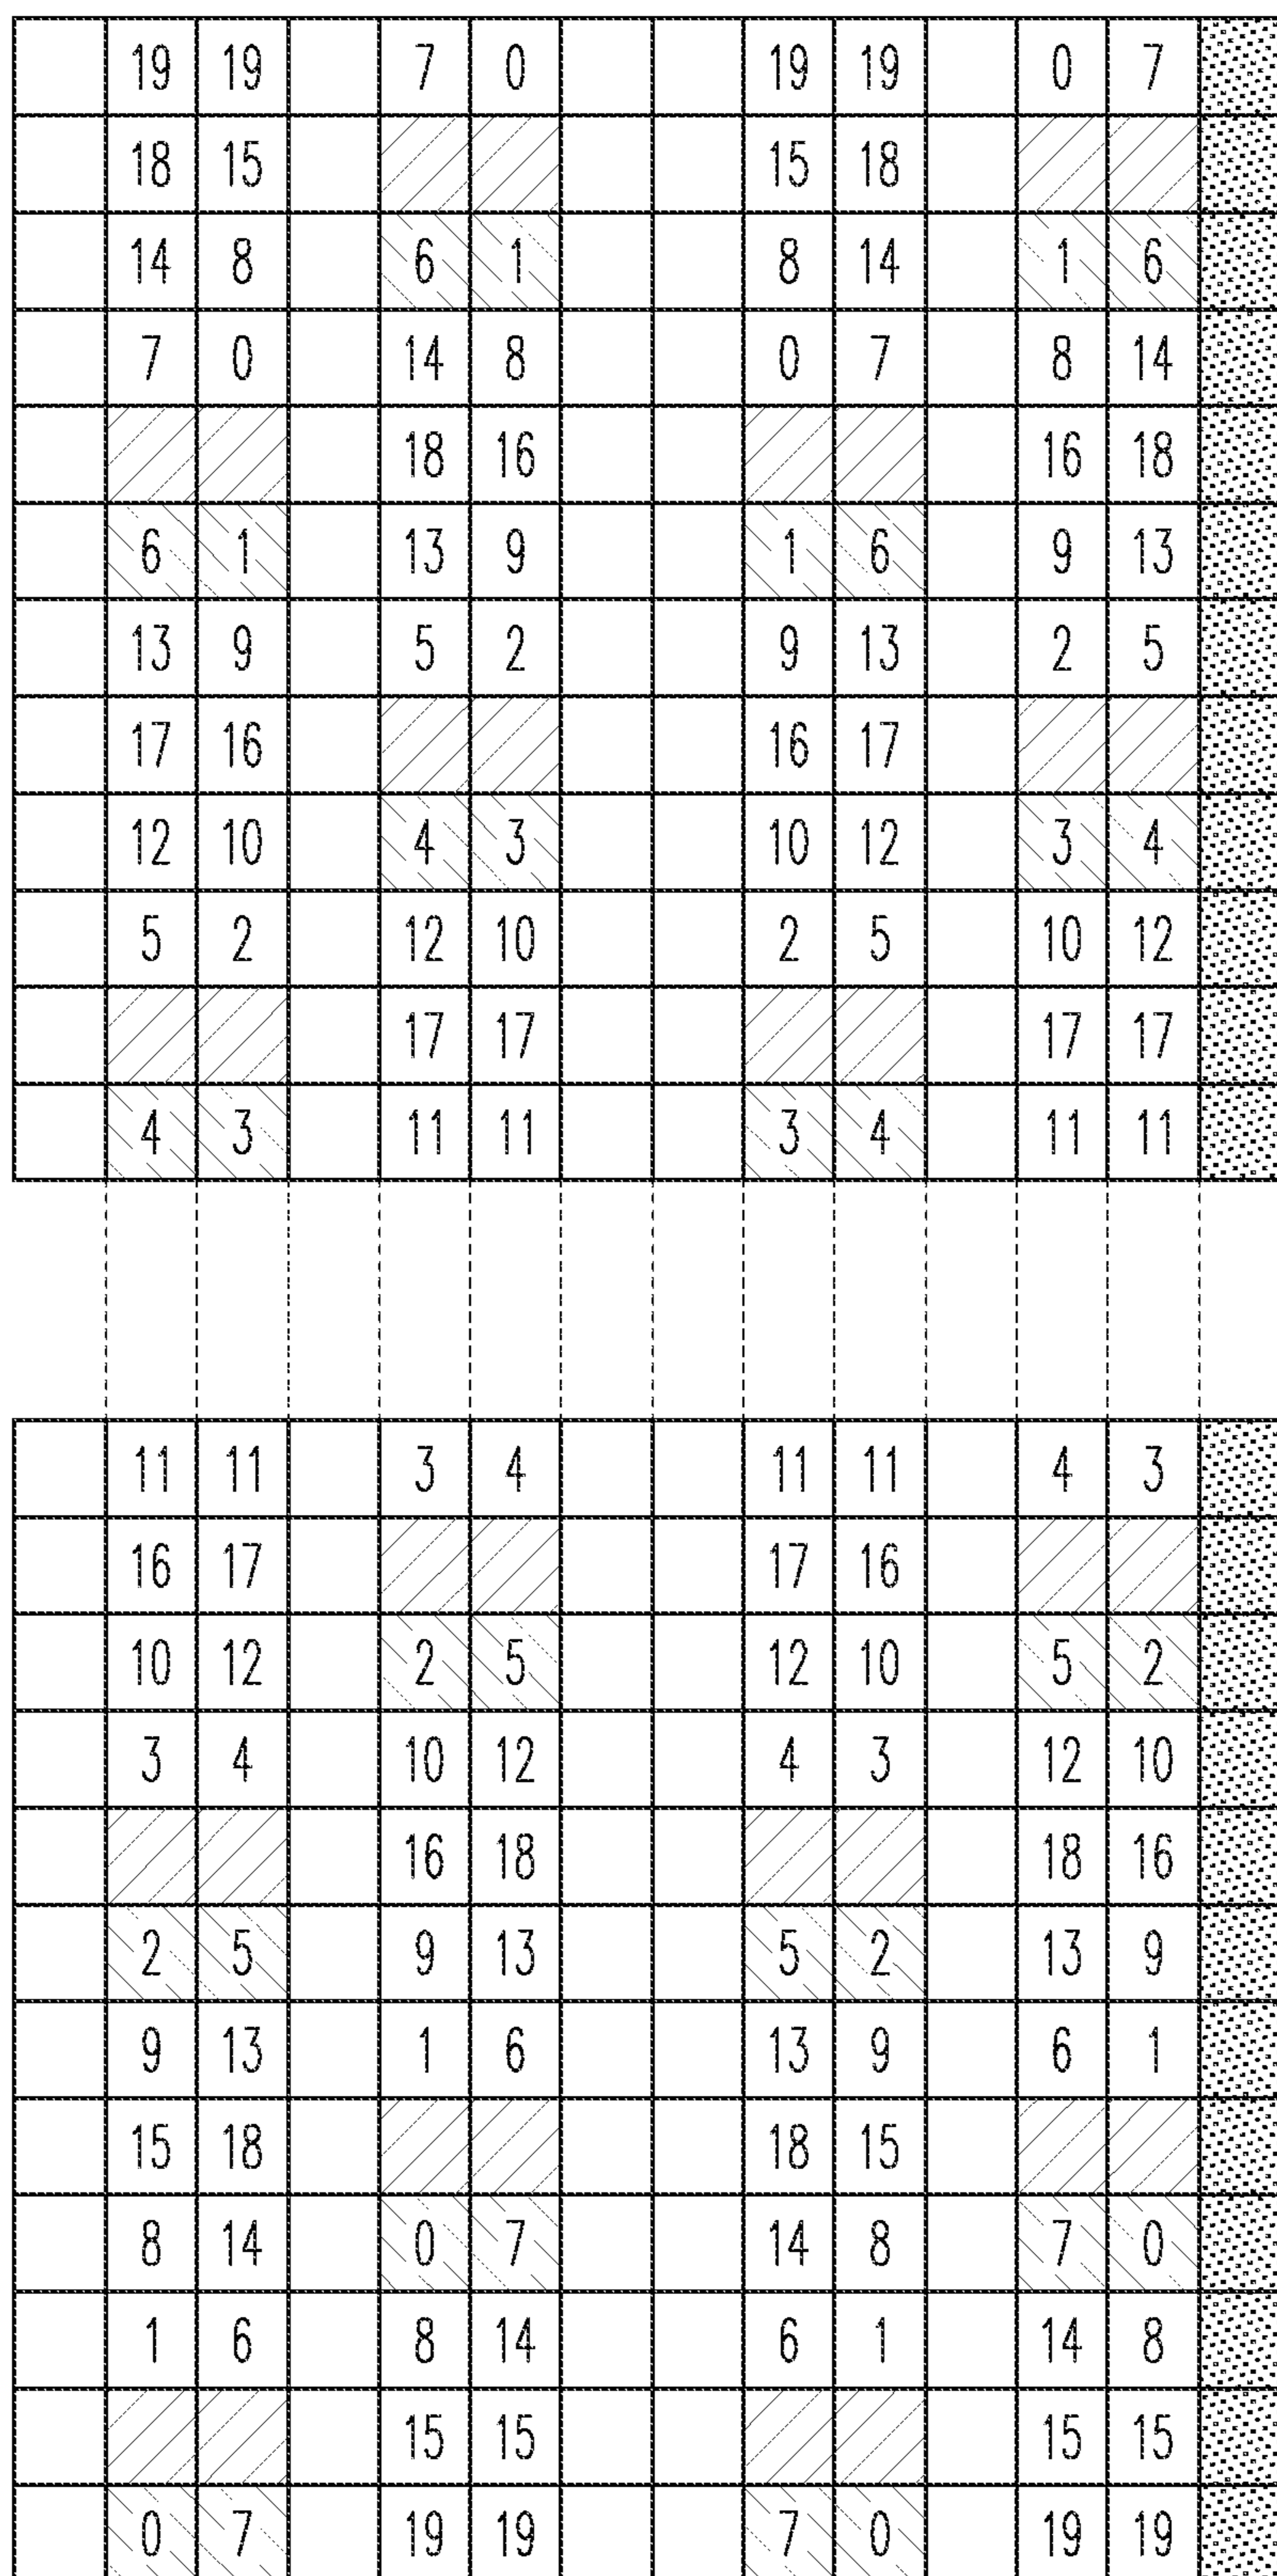 19 19 7 0 19 19 0 7
18 15 15 18
14 8 6 1 8 14 1 6
7 0 14 8 0 7 8 14
18 16 16 18
6 1 13 9 1 6 9 13
13 9 5 2 9 13 2 5
17 16 16 17
12 10 4 3 10 12 3 4
5 2 12 10 2 5 10 12
17 17 17 17
4 3 11 11 3 4 11 11
11 11 3 4 11 11 4 3
16 17 17 16
10 12 2 5 12 10 5 2
3 4 10 12 4 3 12 10
16 18 18 16
2 5 9 13 5 2 13 9
9 13 1 6 13 9 6 1
15 18 18 15
8 14 0 7 14 8 7 0
1 6 8 14 6 1 14 8
15 15 15 15
0 7 19 19 7 0 19 19